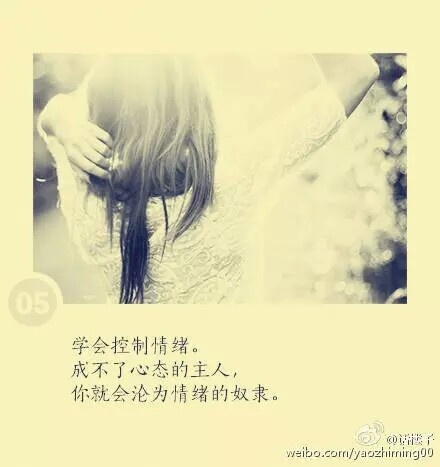 05
学会控制情绪。
成不了心态的主人，
你就会沦为情绪的奴隶。
weibo.com/yaozhiming00